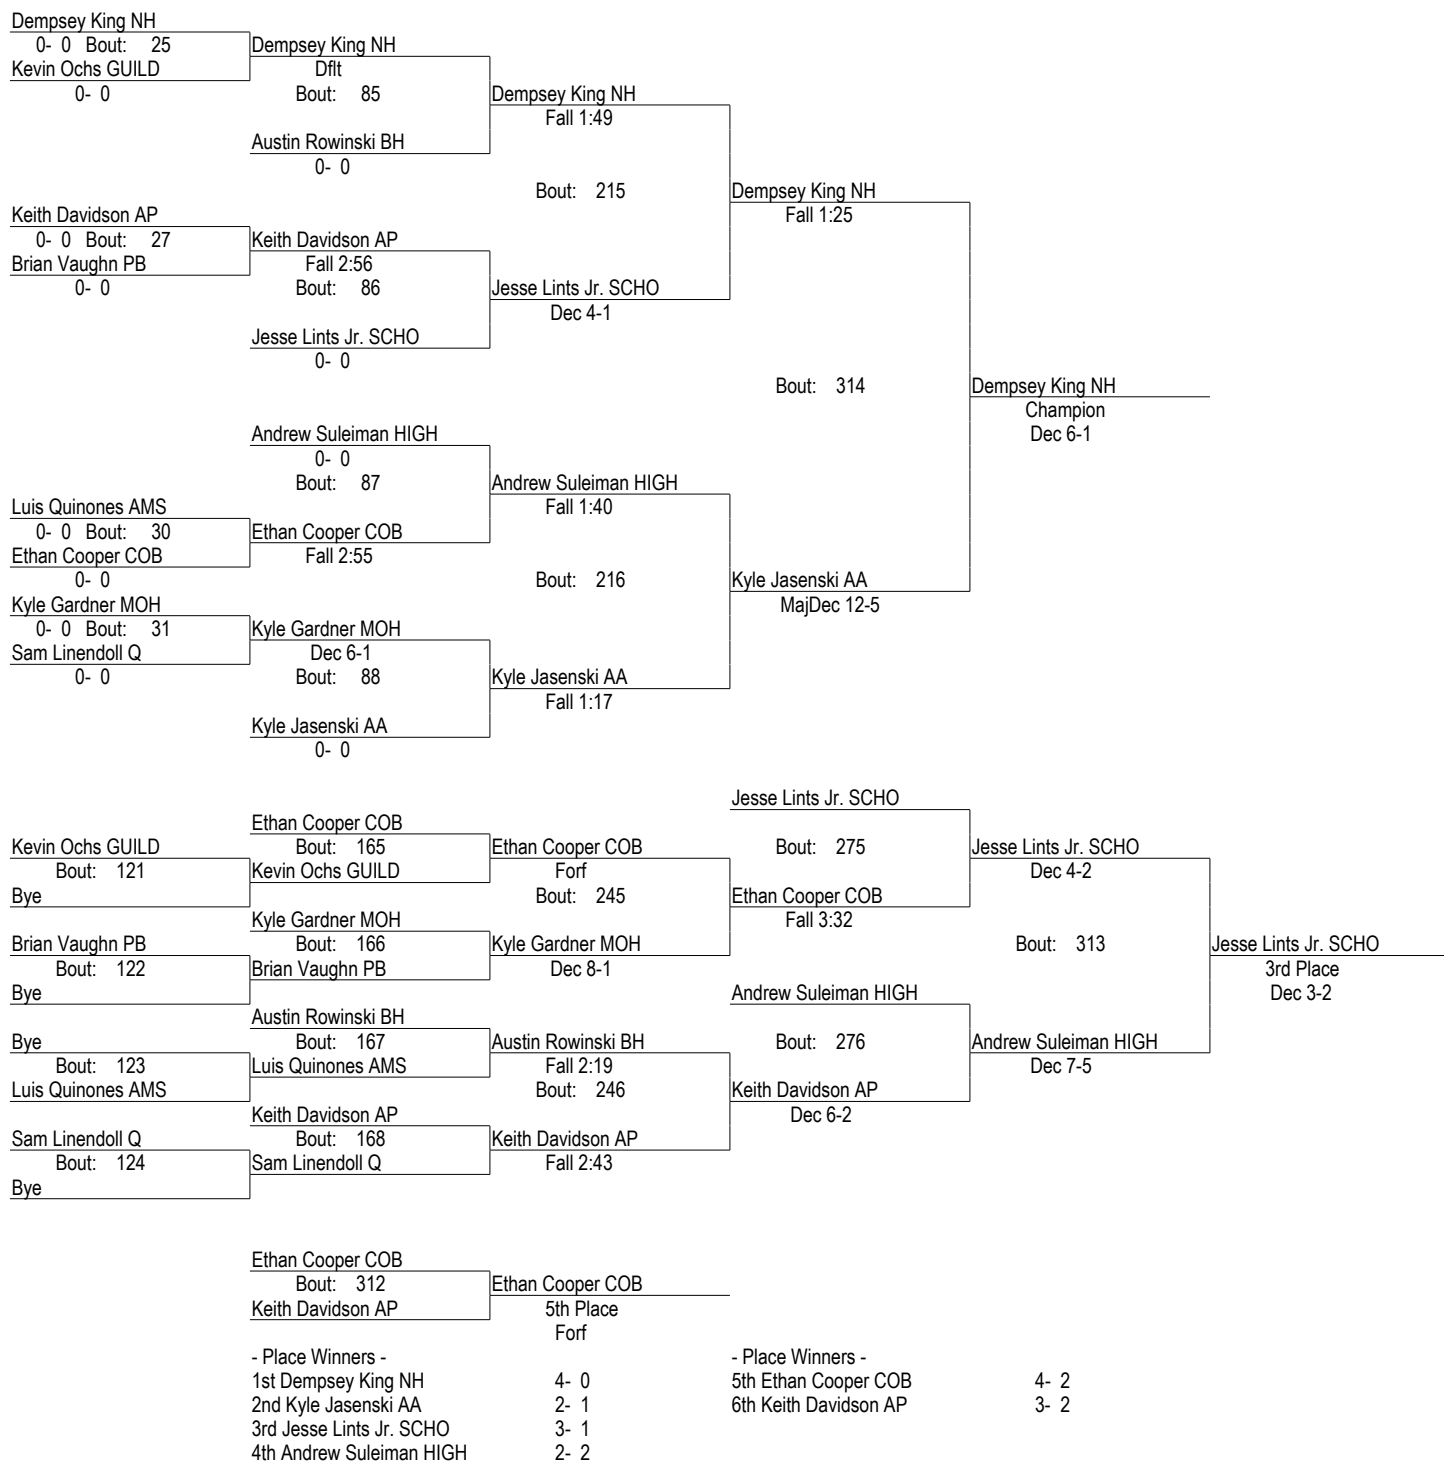 Dempsey King NH
0- 0 Bout: 25 Dempsey King NH
Kevin Ochs GUILD Dflt
0- 0 Bout: 85 Dempsey King NH
Fall 1:49
Austin Rowinski BH
0- 0
Bout: 215 Dempsey King NH
Keith Davidson AP Fall 1:25
0- 0 Bout: 27 Keith Davidson AP
Brian Vaughn PB Fall 2:56
0- 0 Bout: 86 Jesse Lints Jr. SCHO
Dec 4-1
Jesse Lints Jr. SCHO
0- 0
Bout: 314 Dempsey King NH
Champion
Andrew Suleiman HIGH Dec 6-1
0- 0
Bout: 87 Andrew Suleiman HIGH
Luis Quinones AMS Fall 1:40
0- 0 Bout: 30 Ethan Cooper COB
Ethan Cooper COB Fall 2:55
0- 0 Bout: 216 Kyle Jasenski AA
Kyle Gardner MOH MajDec 12-5
0- 0 Bout: 31 Kyle Gardner MOH
Sam Linendoll Q Dec 6-1
0- 0 Bout: 88 Kyle Jasenski AA
Fall 1:17
Kyle Jasenski AA
0- 0
Jesse Lints Jr. SCHO
Ethan Cooper COB
Kevin Ochs GUILD Bout: 165 Ethan Cooper COB Bout: 275 Jesse Lints Jr. SCHO
Bout: 121 Kevin Ochs GUILD Forf Dec 4-2
Bye Bout: 245 Ethan Cooper COB
Kyle Gardner MOH Fall 3:32
Brian Vaughn PB Bout: 166 Kyle Gardner MOH Bout: 313 Jesse Lints Jr. SCHO
Bout: 122 Brian Vaughn PB Dec 8-1 3rd Place
Bye Andrew Suleiman HIGH Dec 3-2
Austin Rowinski BH
Bye Bout: 167 Austin Rowinski BH Bout: 276 Andrew Suleiman HIGH
Bout: 123 Luis Quinones AMS Fall 2:19 Dec 7-5
Luis Quinones AMS Bout: 246 Keith Davidson AP
Keith Davidson AP Dec 6-2
Sam Linendoll Q Bout: 168 Keith Davidson AP
Bout: 124 Sam Linendoll Q Fall 2:43
Bye
Ethan Cooper COB
Bout: 312 Ethan Cooper COB
Keith Davidson AP 5th Place
Forf
- Place Winners - - Place Winners -
1st Dempsey King NH 4- 0 5th Ethan Cooper COB 4- 2
2nd Kyle Jasenski AA 2- 1 6th Keith Davidson AP 3- 2
3rd Jesse Lints Jr. SCHO 3- 1
4th Andrew Suleiman HIGH 2- 2